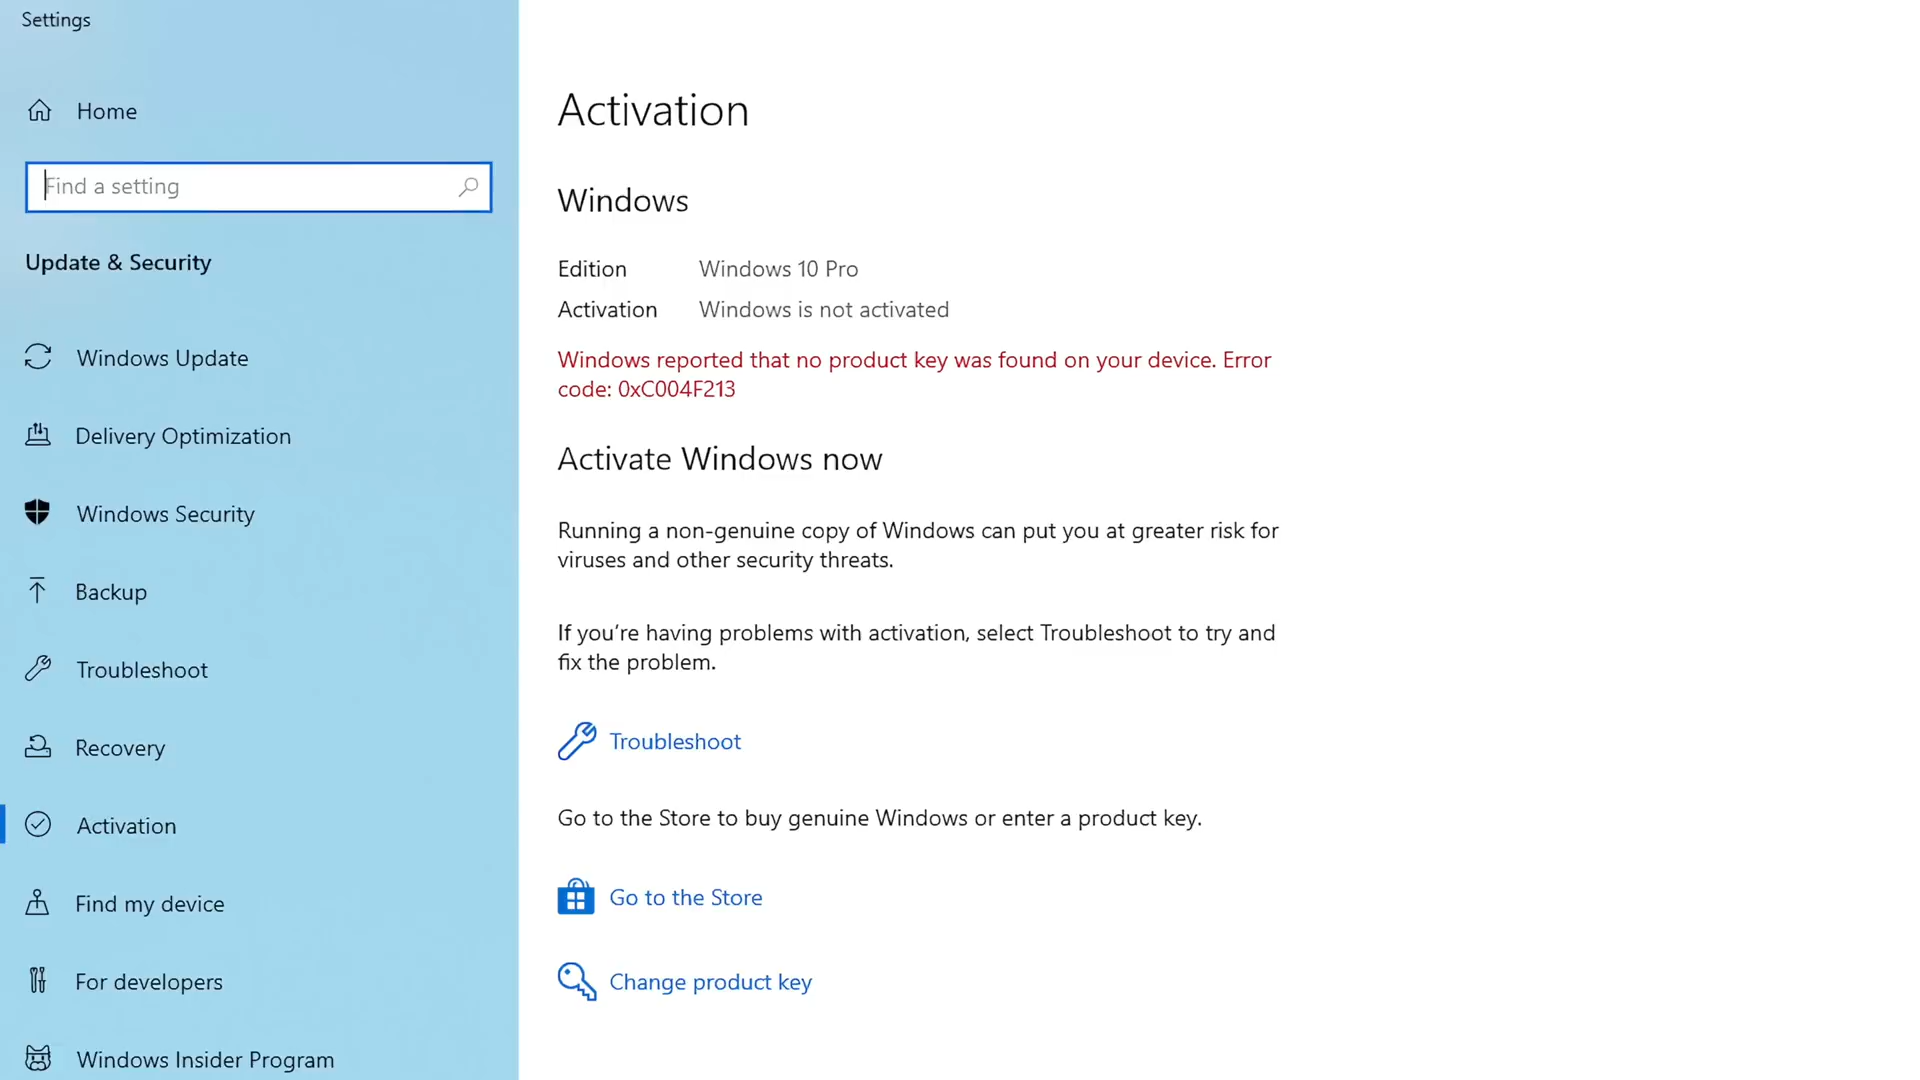 Settings
Home
Find a setting
Update & Security
Windows Update
Delivery Optimization
Windows Security
Backup
Troubleshoot
Recovery
Activation
Find my device
For developers
Windows Insider Program
Activation
Windows
Edition Windows 10 Pro
Activation Windows is not activated
Windows reported that no product key was found on your device. Error
code: 0xC004F213
Activate Windows now
Running a non-genuine copy of Windows can put you at greater risk for
viruses and other security threats.
If you're having problems with activation, select Troubleshoot to try and
fix the problem.
Troubleshoot
Go to the Store to buy genuine Windows or enter a product key.
Go to the Store
Change product key